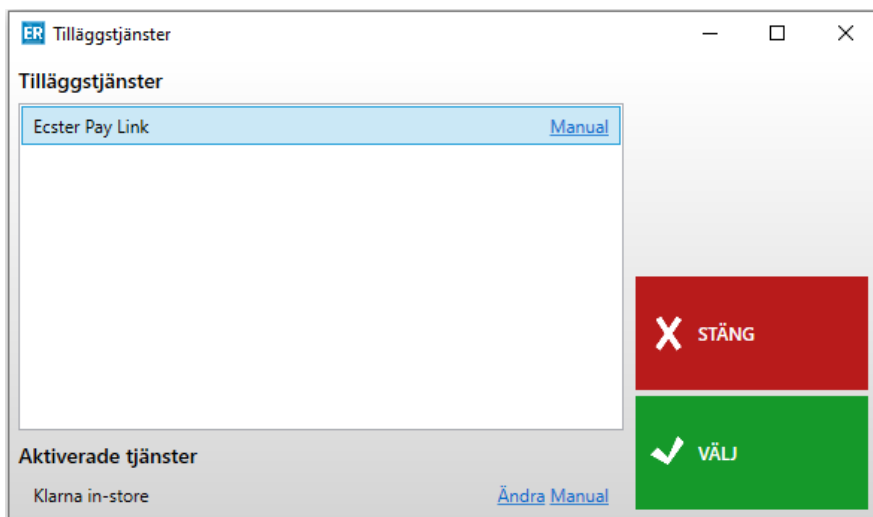 ER Tilläggstjänster
Tilläggstjänster
Ecster Pay Link Manual
STÄNG
VÄLJ
Aktiverade tjänster
Klarna in-store Ändra Manual